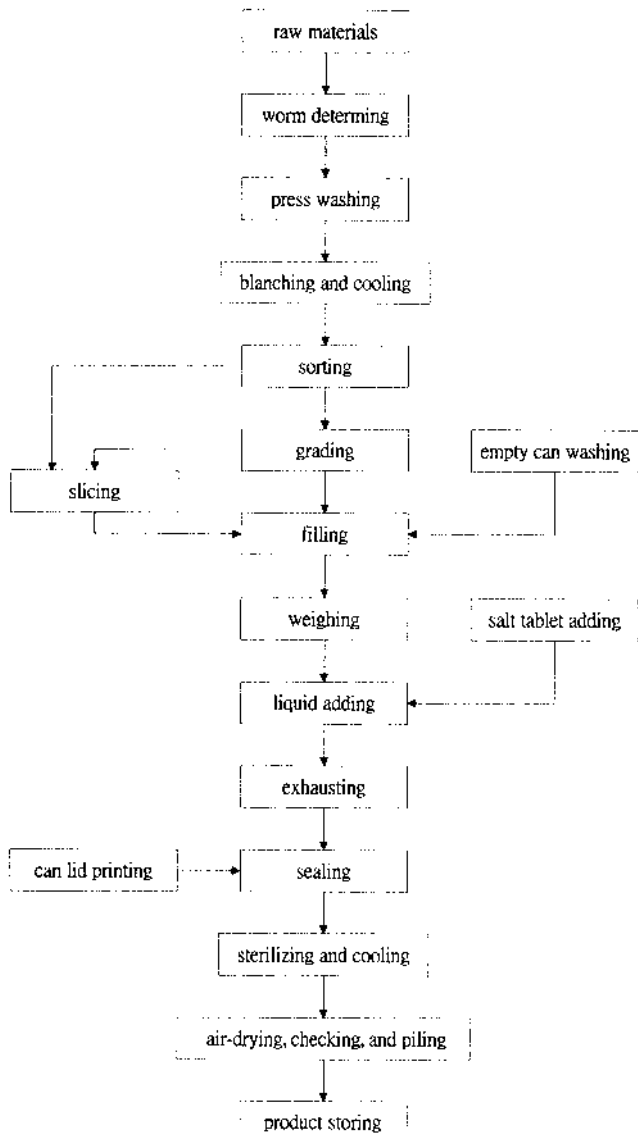 raw materials
worm determing
press washing
blanching and cooling
sorting
grading
empty can washing
slicing
filling
weighing
salt tablet adding
liquid adding
exhausting
can lid printing
sealing
sterilizing and cooling
air-drying, checking, and piling
product storing